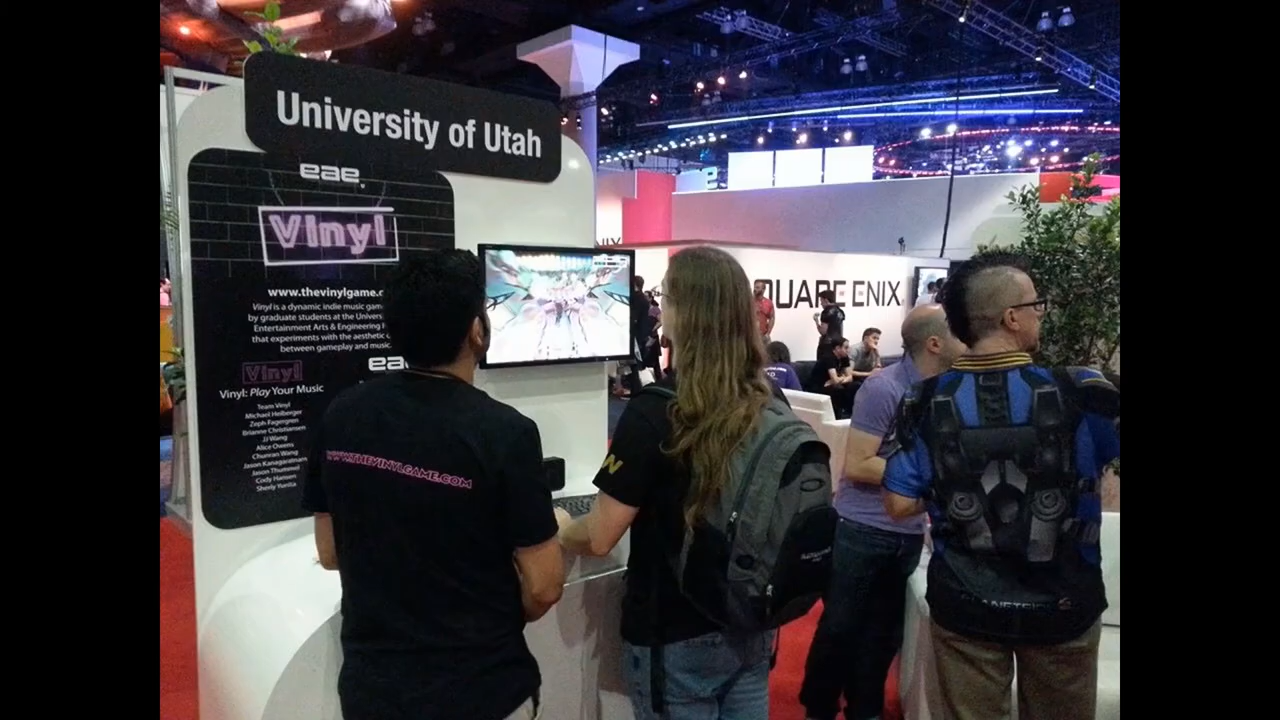 University of Utah
eae
Vinyl
www.thevinylgame.c
Vinyl is a dynamic indie music gam
by graduate students at the Univers
Entertainment Arts & Engineering
that experiments with the aesthetic
between gameplay and music.
eae
Vinyl
Vinyl: Play Your Music
Team Vinyl
Michael Heiberger
Zeph Fagergren
Brianne Christiansen
JJ Wang
Alice Owens
Chunran Wang
Jason Kanagaratnam
Jason Thummel
Cody Hansen
Sherly Yunita
WWW.THEVINYLGAME.COM
QUARE ENIX
NIX